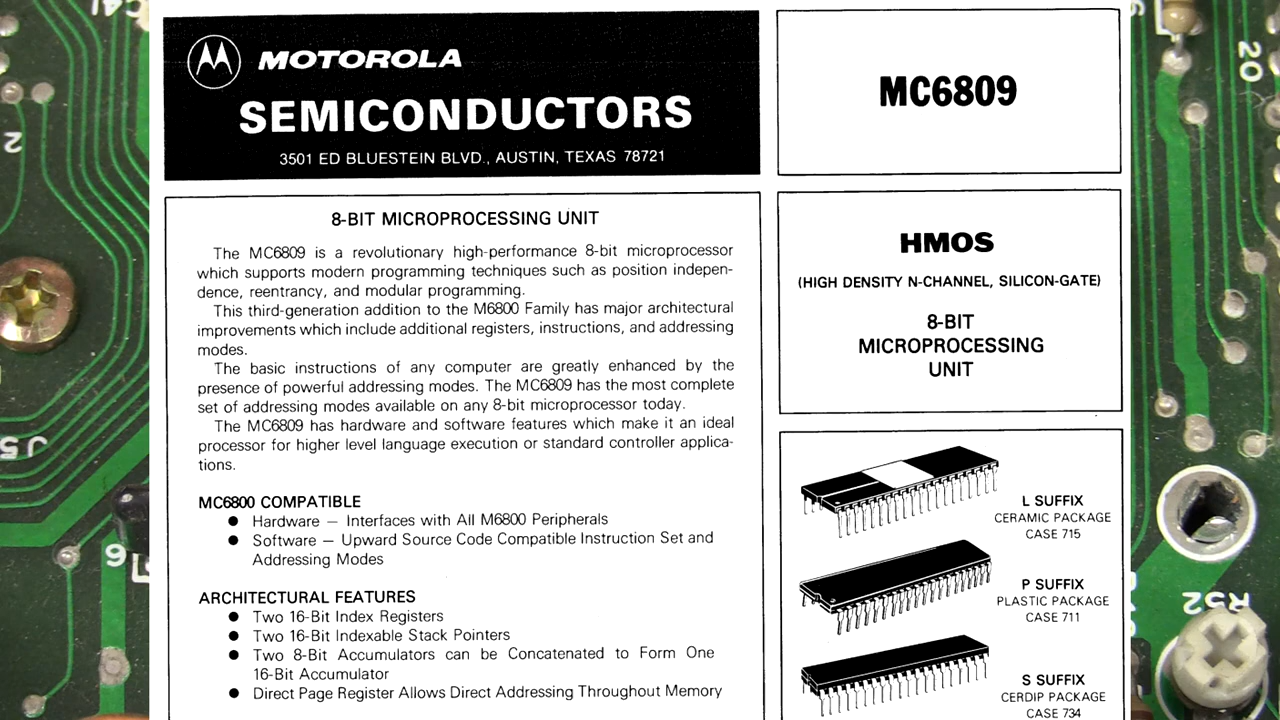 MOTOROLA
SEMICONDUCTORS
3501 ED BLUESTEIN BLVD., AUSTIN, TEXAS 78721
MC6809
8-BIT MICROPROCESSING UNIT
The MC6809 is a revolutionary high-performance 8-bit microprocessor
which supports modern programming techniques such as position indepen-
dence, reentrancy, and modular programming.
This third-generation addition to the M6800 Family has major architectural
improvements which include additional registers, instructions, and addressing
modes.
The basic instructions of any computer are greatly enhanced by the
presence of powerful addressing modes. The MC6809 has the most complete
set of addressing modes available on any 8-bit microprocessor today.
The MC6809 has hardware and software features which make it an ideal
processor for higher level language execution or standard controller applica-
tions.
MC6800 COMPATIBLE
● Hardware – Interfaces with All M6800 Peripherals
● Software – Upward Source Code Compatible Instruction Set and
Addressing Modes
ARCHITECTURAL FEATURES
● Two 16-Bit Index Registers
● Two 16-Bit Indexable Stack Pointers
● Two 8-Bit Accumulators can be Concatenated to Form One
16-Bit Accumulator
● Direct Page Register Allows Direct Addressing Throughout Memory
HMOS
(HIGH DENSITY N-CHANNEL, SILICON-GATE)
8-BIT
MICROPROCESSING
UNIT
L SUFFIX
CERAMIC PACKAGE
CASE 715
P SUFFIX
PLASTIC PACKAGE
CASE 711
S SUFFIX
CERDIP PACKAGE
CASE 734
2
J5
9
20
R52